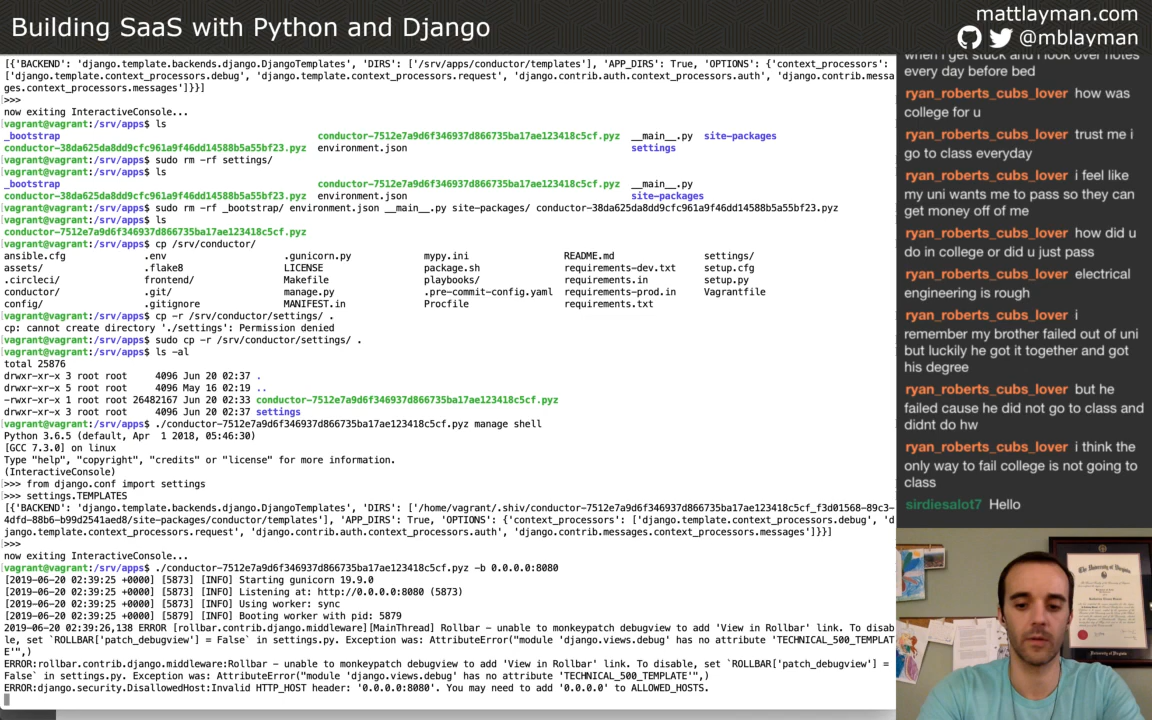 Building SaaS with Python and Django
mattlayman.com
@mblayman
[{'BACKEND': 'django.template.backends.django.DjangoTemplates', 'DIRS': ['/srv/apps/conductor/templates'], 'APP_DIRS': True, 'OPTIONS': {'context_processors':
['django.template.context_processors.debug', 'django.template.context_processors.request', 'django.contrib.auth.context_processors.auth', 'django.contrib.messa
ges.context_processors.messages']}}]
>>>
now exiting InteractiveConsole...
vagrant@vagrant:/srv/apps$ ls
_bootstrap conductor-7512e7a9d6f346937d866735ba17ae123418c5cf.pyz __main__.py site-packages
conductor-38da625da8dd9cfc961a9f46dd14588b5a55bf23.pyz environment.json settings
vagrant@vagrant:/srv/apps$ sudo rm -rf settings/
vagrant@vagrant:/srv/apps$ ls
_bootstrap conductor-7512e7a9d6f346937d866735ba17ae123418c5cf.pyz __main__.py
conductor-38da625da8dd9cfc961a9f46dd14588b5a55bf23.pyz environment.json site-packages
vagrant@vagrant:/srv/apps$ sudo rm -rf _bootstrap/ environment.json __main__.py site-packages/ conductor-38da625da8dd9cfc961a9f46dd14588b5a55bf23.pyz
vagrant@vagrant:/srv/apps$ ls
conductor-7512e7a9d6f346937d866735ba17ae123418c5cf.pyz
vagrant@vagrant:/srv/apps$ cp /srv/conductor/
ansible.cfg .env .gunicorn.py mypy.ini README.md settings/
assets/ .flake8 LICENSE package.sh requirements-dev.txt setup.cfg
.circleci/ frontend/ Makefile playbooks/ requirements.in setup.py
conductor/ .git/ manage.py .pre-commit-config.yaml requirements-prod.in Vagrantfile
config/ .gitignore MANIFEST.in Procfile requirements.txt
vagrant@vagrant:/srv/apps$ cp -r /srv/conductor/settings/ .
cp: cannot create directory './settings': Permission denied
vagrant@vagrant:/srv/apps$ sudo cp -r /srv/conductor/settings/ .
vagrant@vagrant:/srv/apps$ ls -al
total 25876
drwxr-xr-x 3 root root 4096 Jun 20 02:37 .
drwxr-xr-x 5 root root 4096 May 16 02:19 ..
-rwxr-xr-x 1 root root 26482167 Jun 20 02:33 conductor-7512e7a9d6f346937d866735ba17ae123418c5cf.pyz
drwxr-xr-x 3 root root 4096 Jun 20 02:37 settings
vagrant@vagrant:/srv/apps$ ./conductor-7512e7a9d6f346937d866735ba17ae123418c5cf.pyz manage shell
Python 3.6.5 (default, Apr 1 2018, 05:46:30)
[GCC 7.3.0] on linux
Type "help", "copyright", "credits" or "license" for more information.
(InteractiveConsole)
>>> from django.conf import settings
>>> settings.TEMPLATES
[{'BACKEND': 'django.template.backends.django.DjangoTemplates', 'DIRS': ['/home/vagrant/.shiv/conductor-7512e7a9d6f346937d866735ba17ae123418c5cf_f3d01568-89c3-
4dfd-88b6-b99d2541aed8/site-packages/conductor/templates'], 'APP_DIRS': True, 'OPTIONS': {'context_processors': ['django.template.context_processors.debug', 'd
jango.template.context_processors.request', 'django.contrib.auth.context_processors.auth', 'django.contrib.messages.context_processors.messages']}}]
>>>
now exiting InteractiveConsole...
vagrant@vagrant:/srv/apps$ ./conductor-7512e7a9d6f346937d866735ba17ae123418c5cf.pyz -b 0.0.0.0:8080
[2019-06-20 02:39:25 +0000] [5873] [INFO] Starting gunicorn 19.9.0
[2019-06-20 02:39:25 +0000] [5873] [INFO] Listening at: http://0.0.0.0:8080 (5873)
[2019-06-20 02:39:25 +0000] [5873] [INFO] Using worker: sync
[2019-06-20 02:39:25 +0000] [5879] [INFO] Booting worker with pid: 5879
2019-06-20 02:39:26,138 ERROR [rollbar.contrib.django.middleware][MainThread] Rollbar - unable to monkeypatch debugview to add 'View in Rollbar' link. To disab
le, set `ROLLBAR['patch_debugview'] = False` in settings.py. Exception was: AttributeError("module 'django.views.debug' has no attribute 'TECHNICAL_500_TEMPLAT
E'",)
ERROR:rollbar.contrib.django.middleware:Rollbar - unable to monkeypatch debugview to add 'View in Rollbar' link. To disable, set `ROLLBAR['patch_debugview'] =
False` in settings.py. Exception was: AttributeError("module 'django.views.debug' has no attribute 'TECHNICAL_500_TEMPLATE'",)
ERROR:django.security.DisallowedHost:Invalid HTTP_HOST header: '0.0.0.0:8080'. You may need to add '0.0.0.0' to ALLOWED_HOSTS.
when i get stuck and i look over notes
every day before bed
ryan_roberts_cubs_lover how was
college for u
ryan_roberts_cubs_lover trust me i
go to class everyday
ryan_roberts_cubs_lover i feel like
my uni wants me to pass so they can
get money off of me
ryan_roberts_cubs_lover how did u
do in college or did u just pass
ryan_roberts_cubs_lover electrical
engineering is rough
ryan_roberts_cubs_lover i
remember my brother failed out of uni
but luckily he got it together and got
his degree
ryan_roberts_cubs_lover but he
failed cause he did not go to class and
didnt do hw
ryan_roberts_cubs_lover i think the
only way to fail college is not going to
class
sirdiesalot7 Hello
The University of Virginia